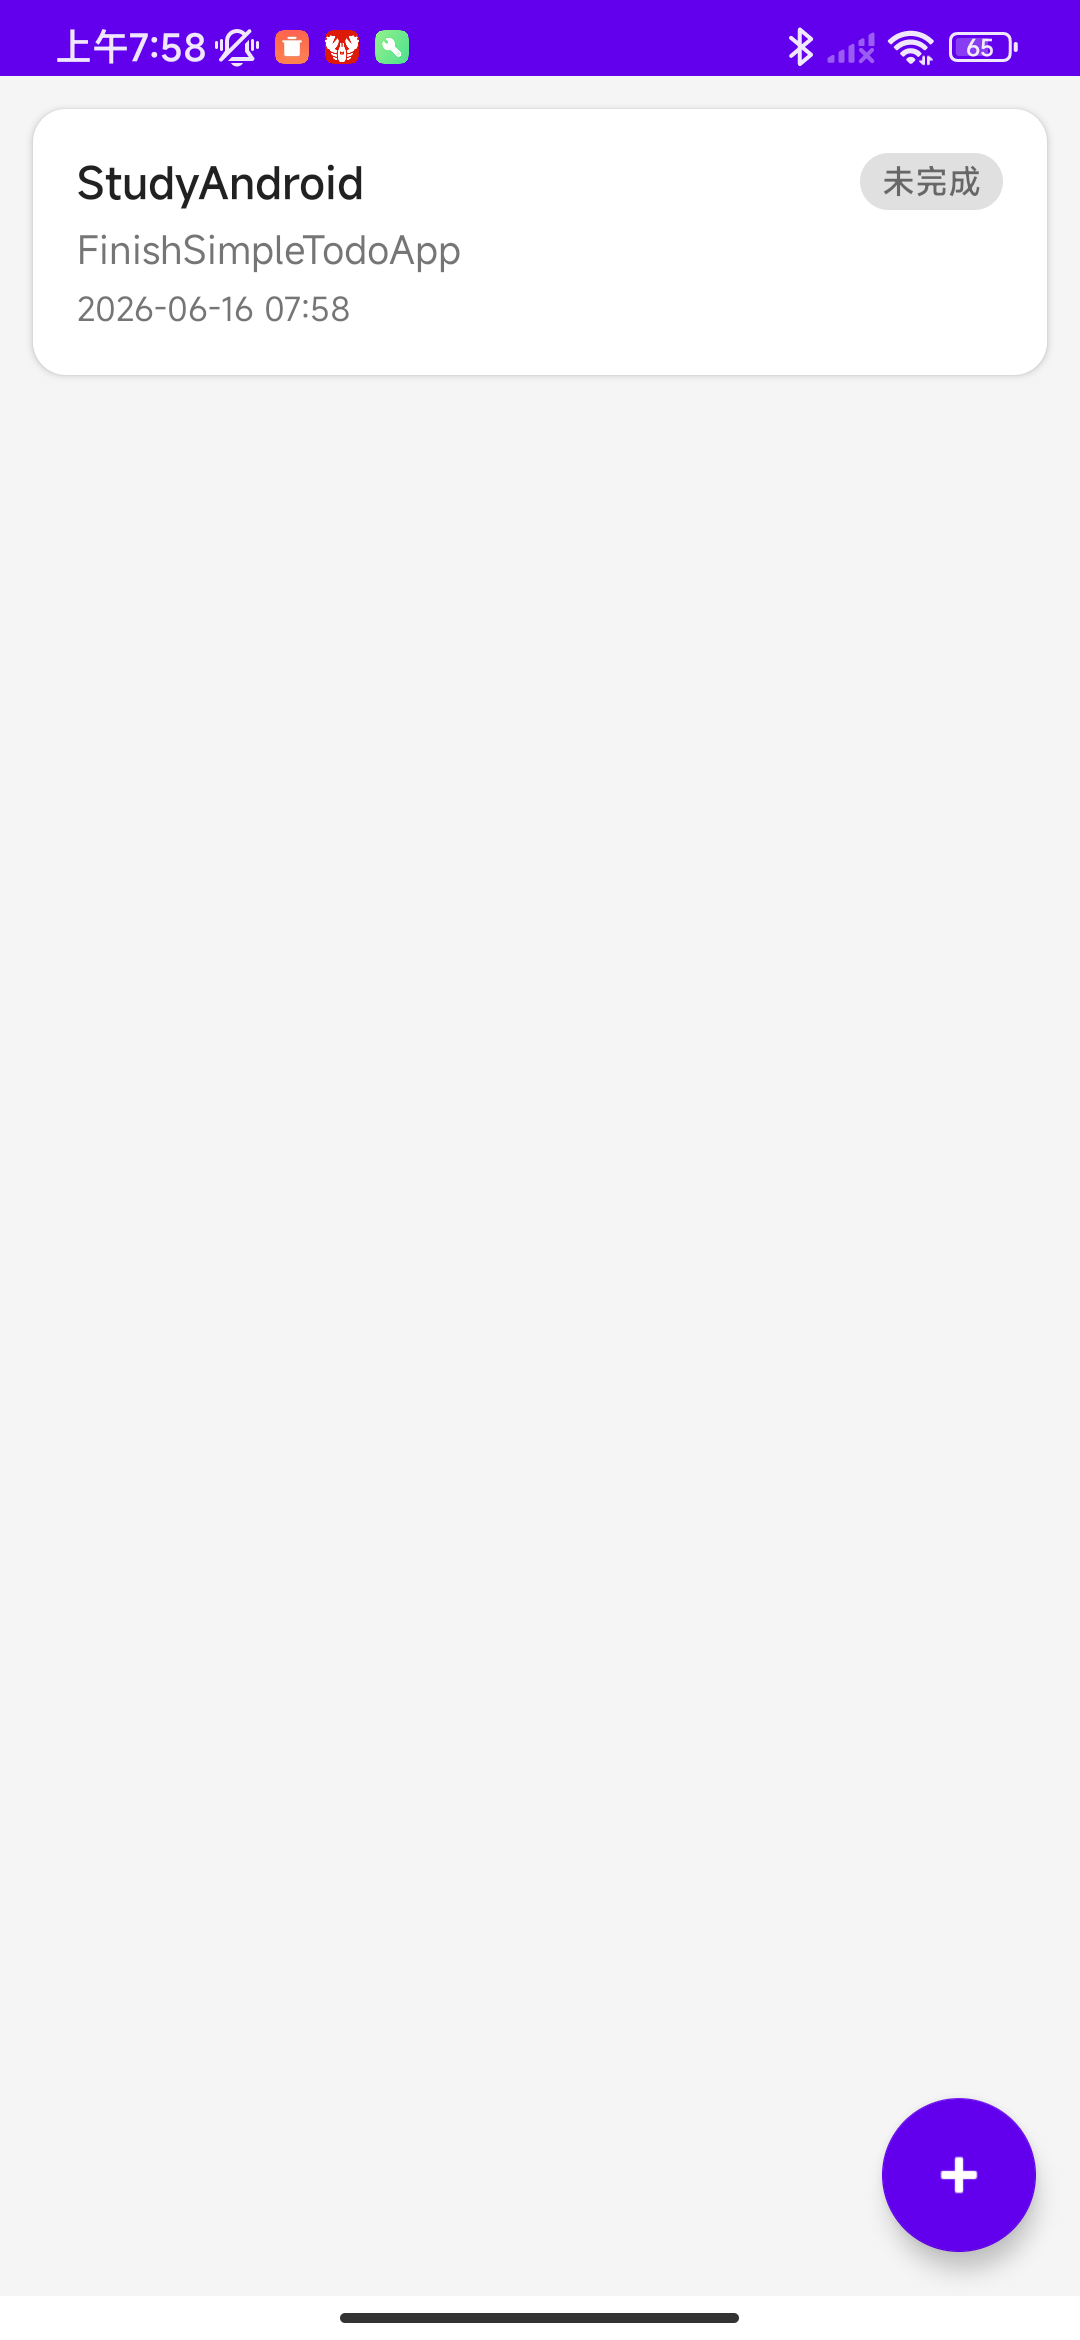 上午7:58
65
StudyAndroid
未完成
FinishSimpleTodoApp
2026-06-16 07:58